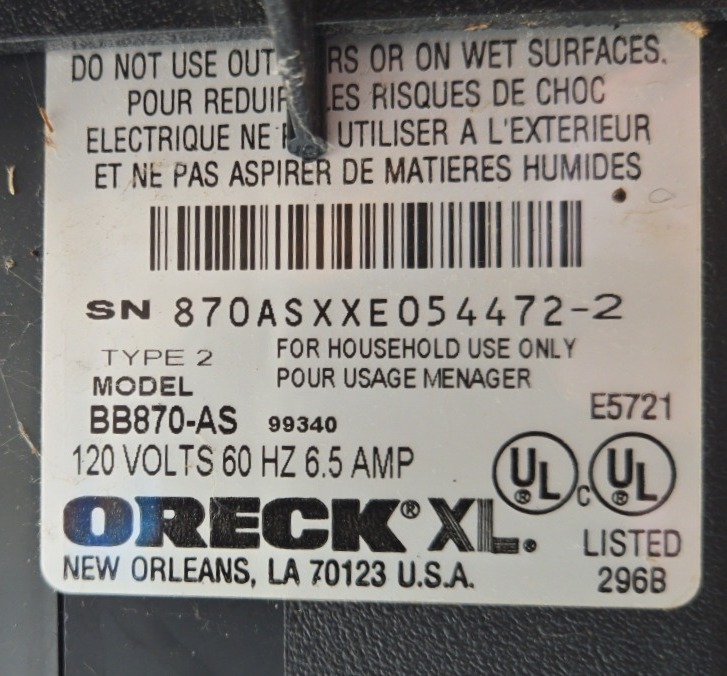 DO NOT USE OUT RS OR ON WET SURFACES.
POUR REDUIR LES RISQUES DE CHOC
ELECTRIQUE NE P UTILISER A L'EXTERIEUR
ET NE PAS ASPIRER DE MATIERES HUMIDES
SN 870ASXXE054472-2
TYPE 2 FOR HOUSEHOLD USE ONLY
MODEL POUR USAGE MENAGER
BB870-AS 99340 E5721
120 VOLTS 60 HZ 6.5 AMP
UL® C UL®
ORECK® XL.
LISTED
NEW ORLEANS, LA 70123 U.S.A.
296B